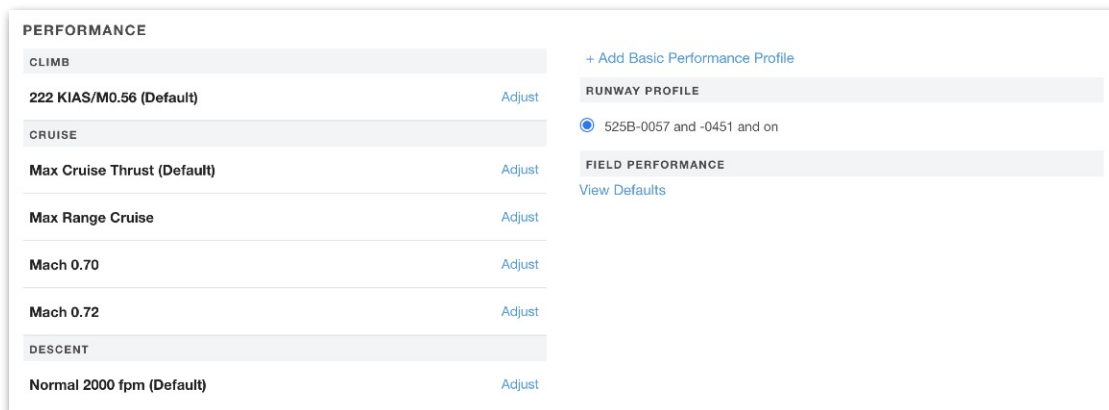 PERFORMANCE
CLIMB
222 KIAS/M0.56 (Default) Adjust
CRUISE
Max Cruise Thrust (Default) Adjust
Max Range Cruise Adjust
Mach 0.70 Adjust
Mach 0.72 Adjust
DESCENT
Normal 2000 fpm (Default) Adjust
+ Add Basic Performance Profile
RUNWAY PROFILE
525B-0057 and -0451 and on
FIELD PERFORMANCE
View Defaults